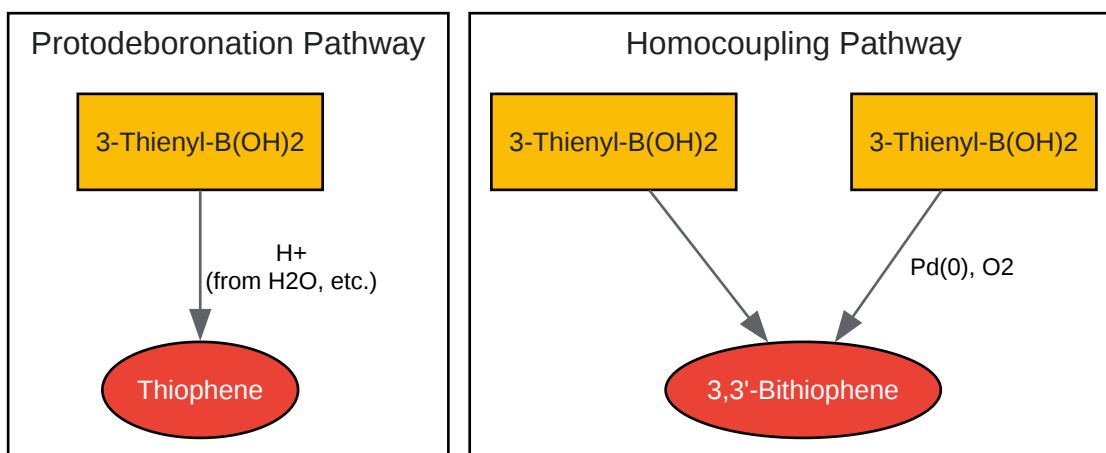 Protodeboronation Pathway
3-Thienyl-B(OH)2
H+
(from H2O, etc.)
Thiophene
Homocoupling Pathway
3-Thienyl-B(OH)2
3-Thienyl-B(OH)2
Pd(0), O2
3,3'-Bithiophene